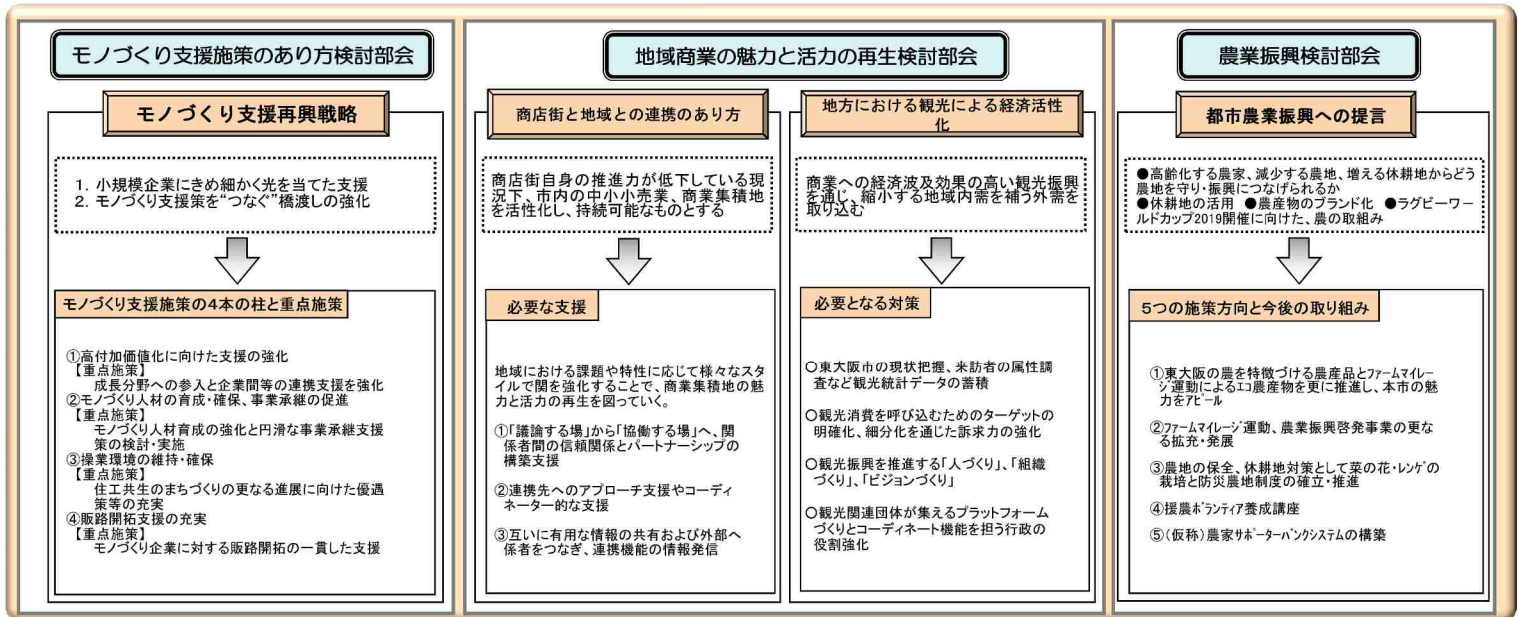 モノづくり支援施策のあり方検討部会
モノづくり支援再興戦略
1. 小規模企業にきめ細かく光を当てた支援
2. モノづくり支援策を“つなぐ”橋渡しの強化
モノづくり支援施策の4本の柱と重点施策
①高付加価値化に向けた支援の強化
【重点施策】
成長分野への参入と企業間等の連携支援を強化
②モノづくり人材の育成・確保、事業承継の促進
【重点施策】
モノづくり人材育成の強化と円滑な事業承継支援
策の検討・実施
③操業環境の維持・確保
【重点施策】
住工共生のまちづくりの更なる進展に向けた優遇
策等の充実
④販路開拓支援の充実
【重点施策】
モノづくり企業に対する販路開拓の一貫した支援
地域商業の魅力と活力の再生検討部会
商店街と地域との連携のあり方
商店街自身の推進力が低下している現
況下、市内の中小小売業、商業集積地
を活性化し、持続可能なものとする
必要な支援
地域における課題や特性に応じて様々なスタ
イルで関を強化することで、商業集積地の魅
力と活力の再生を図っていく。
①「議論する場」から「協働する場」へ、関
係者間の信頼関係とパートナーシップの
構築支援
②連携先へのアプローチ支援やコーディ
ネーター的な支援
③互いに有用な情報の共有および外部へ
係者をつなぎ、連携機能の情報発信
地方における観光による経済活性
化
商業への経済波及効果の高い観光振興
を通じ、縮小する地域内需を補う外需を
取り込む
必要となる対策
○東大阪市の現状把握、来訪者の属性調
査など観光統計データの蓄積
○観光消費を呼び込むためのターゲットの
明確化、細分化を通じた訴求力の強化
○観光振興を推進する「人づくり」、「組織
づくり」、「ビジョンづくり」
○観光関連団体が集えるプラットフォーム
づくりとコーディネート機能を担う行政の
役割強化
農業振興検討部会
都市農業振興への提言
●高齢化する農家、減少する農地、増える休耕地からどう
農地を守り・振興につなげられるか
●休耕地の活用 ●農産物のブランド化 ●ラグビーワー
ルドカップ2019開催に向けた、農の取組み
5つの施策方向と今後の取り組み
①東大阪の農を特徴づける農産品とファームマイレー
ジ運動によるエコ農産物を更に推進し、本市の魅
力をアピール
②ファームマイレージ運動、農業振興啓発事業の更な
る拡充・発展
③農地の保全、休耕地対策として菜の花・レンゲの
栽培と防災農地制度の確立・推進
④援農ボランティア養成講座
⑤(仮称)農家サポーターバンクシステムの構築